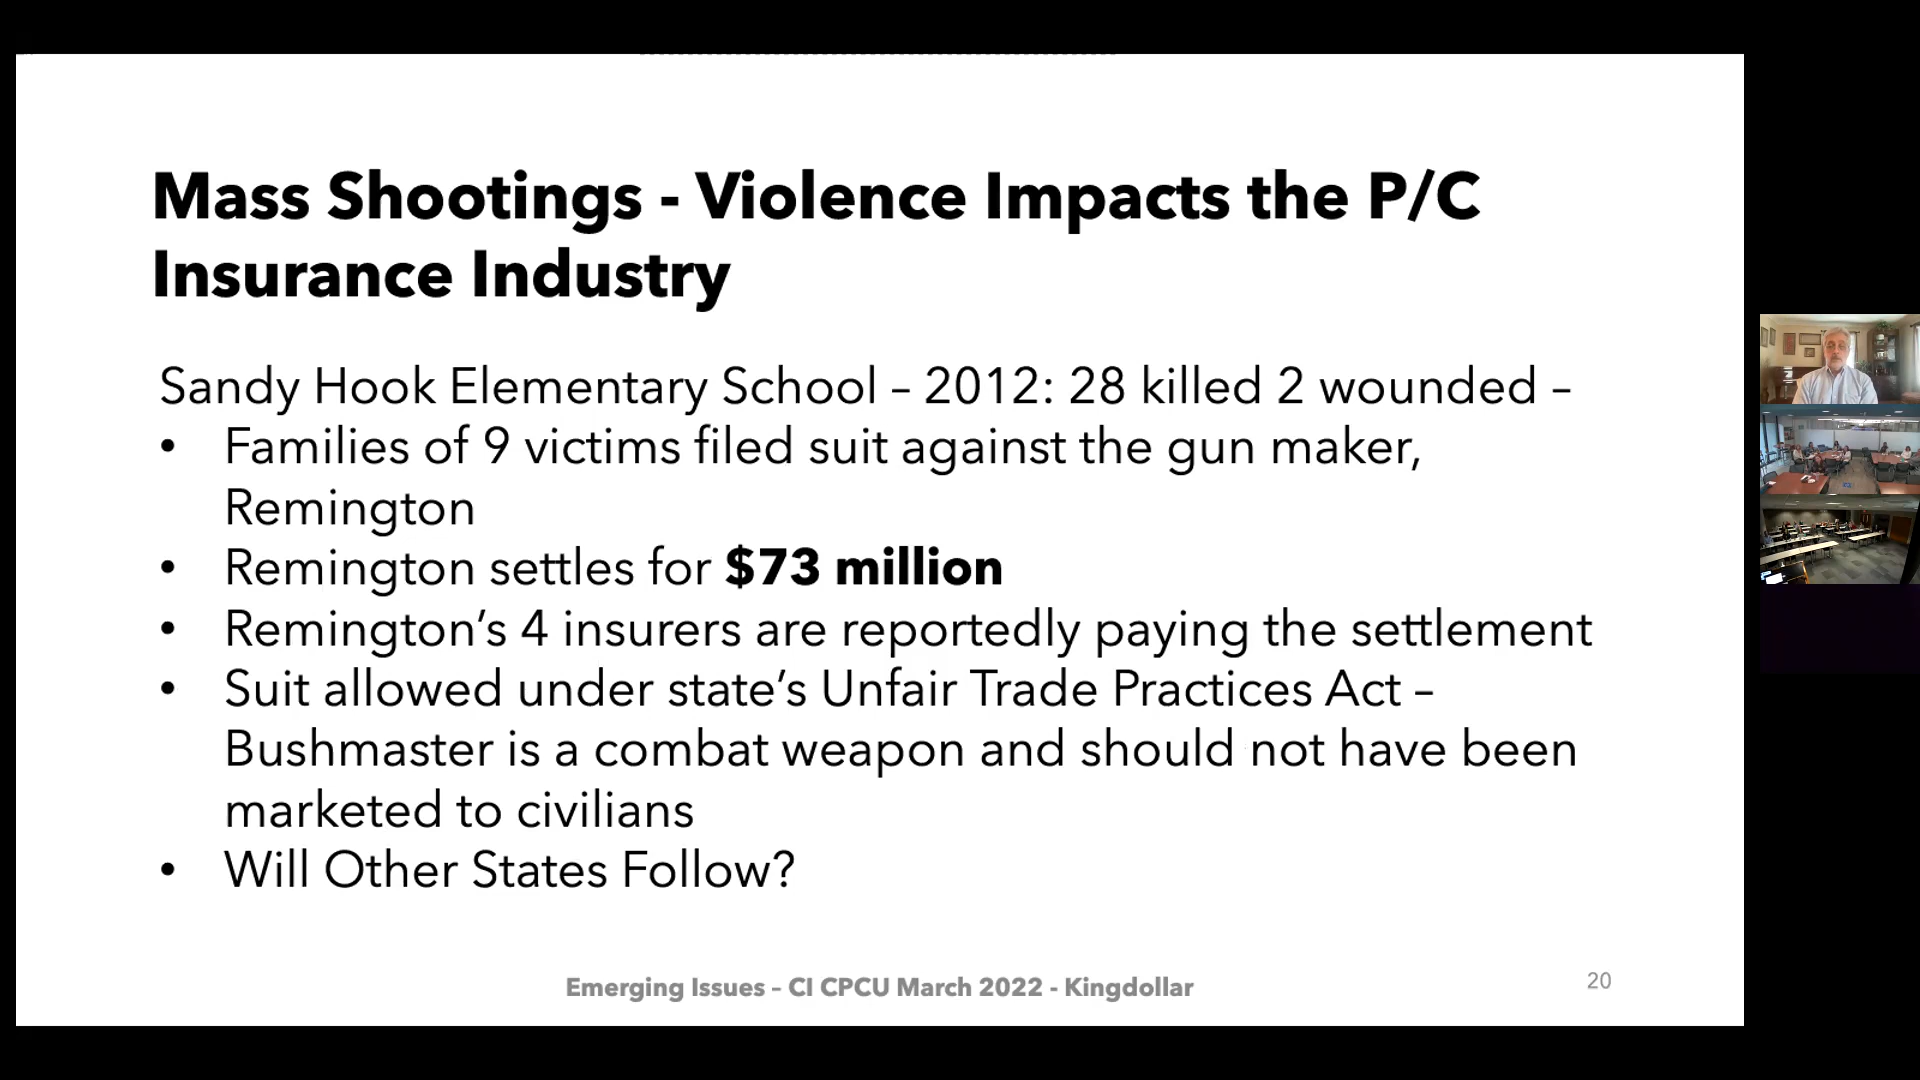 Mass Shootings - Violence Impacts the P/C
Insurance Industry
Sandy Hook Elementary School – 2012: 28 killed 2 wounded –
• Families of 9 victims filed suit against the gun maker,
Remington
• Remington settles for $73 million
• Remington’s 4 insurers are reportedly paying the settlement
• Suit allowed under state’s Unfair Trade Practices Act –
Bushmaster is a combat weapon and should not have been
marketed to civilians
• Will Other States Follow?
Emerging Issues – CI CPCU March 2022 - Kingdollar
20